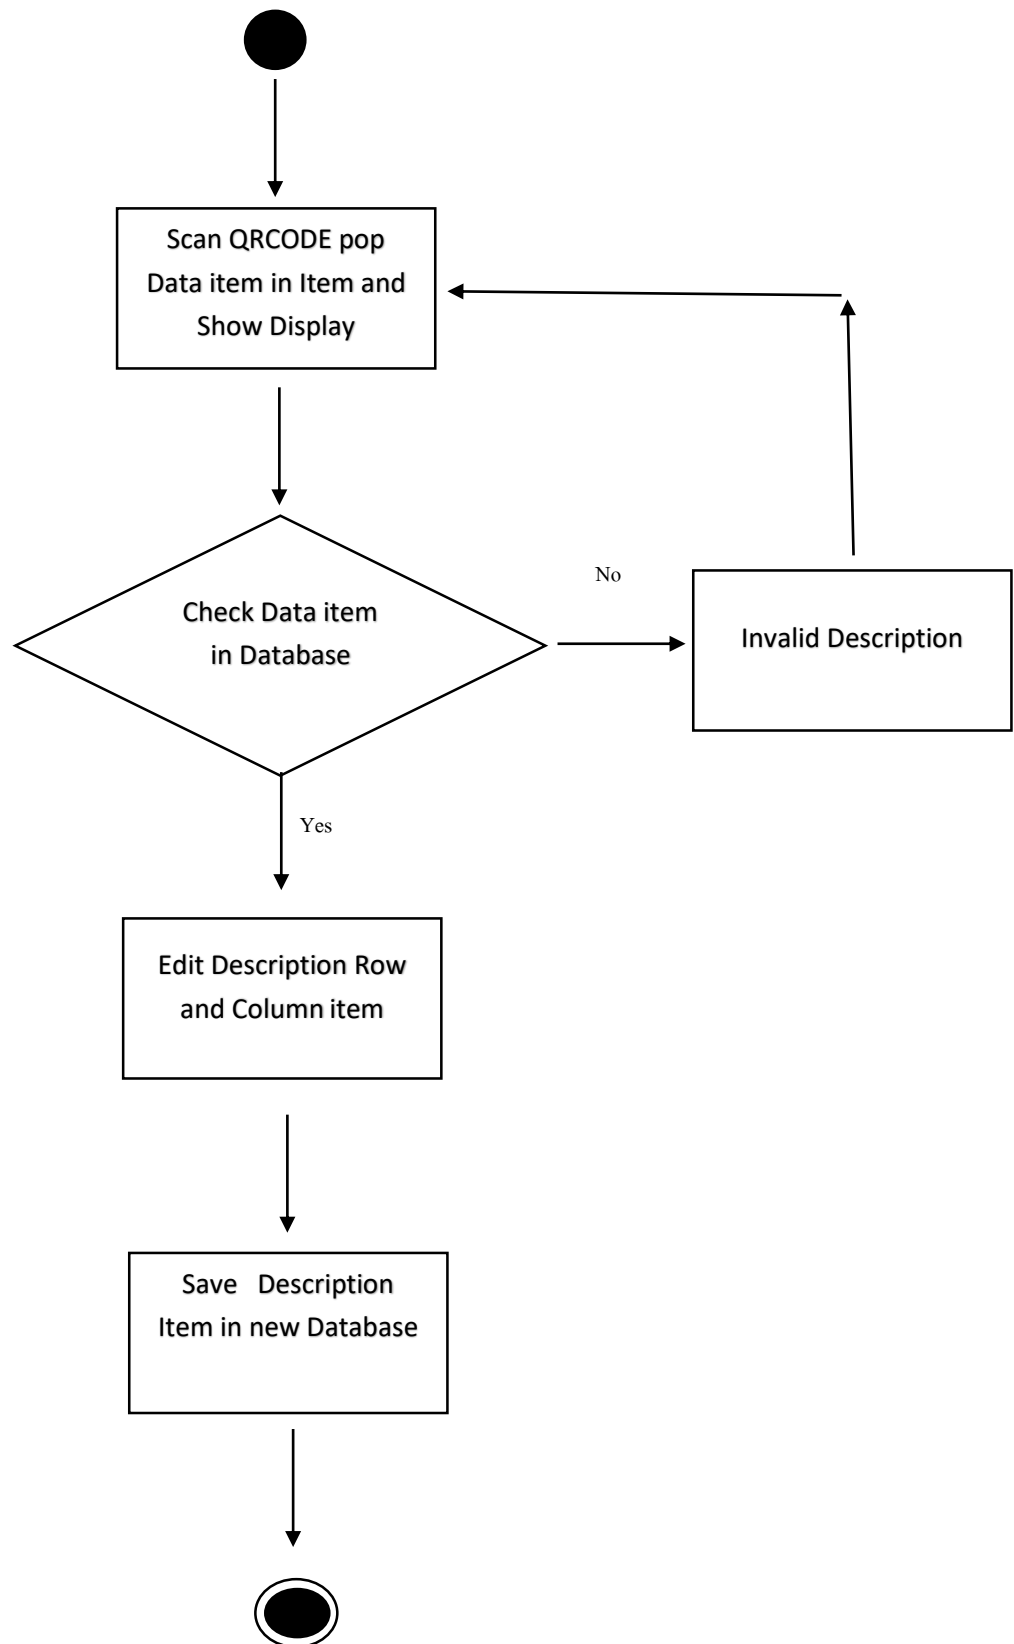 Scan QRCODE pop
Data item in Item and
Show Display
Check Data item
in Database
No
Invalid Description
Yes
Edit Description Row
and Column item
Save Description
Item in new Database